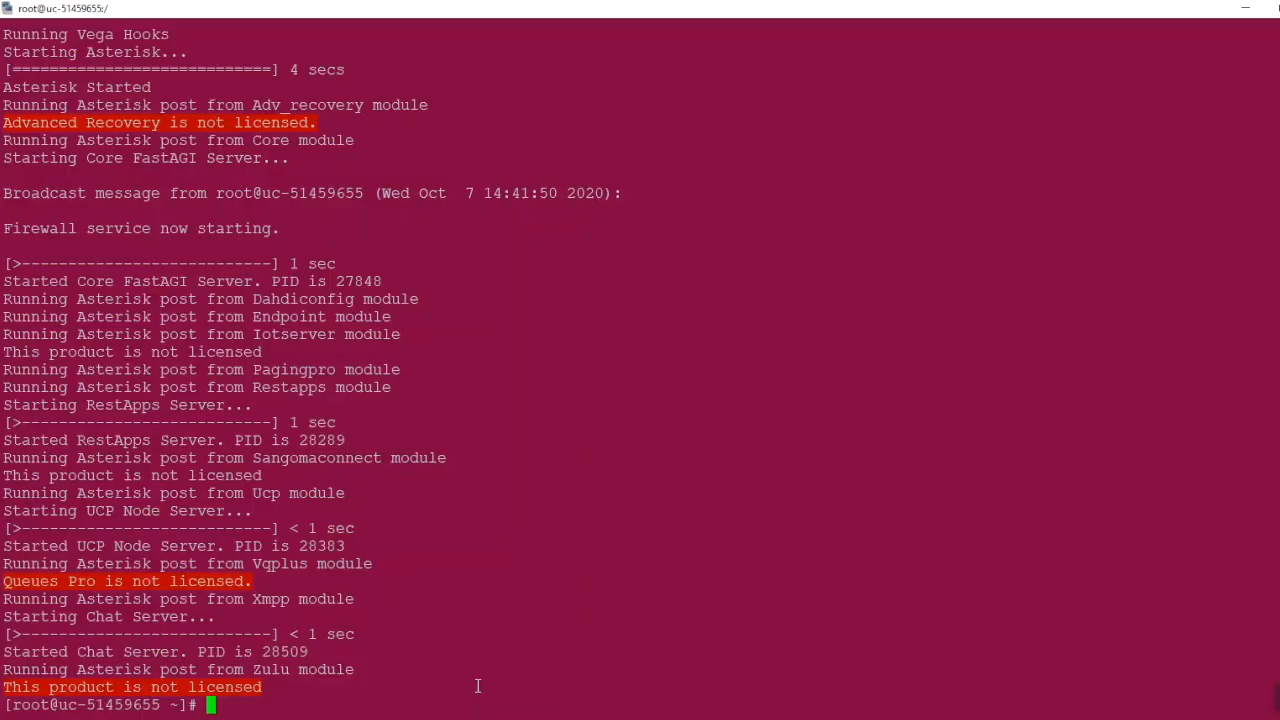 root@uc-51459655:/
Running Vega Hooks
Starting Asterisk...
[============================] 4 secs
Asterisk Started
Running Asterisk post from Adv_recovery module
Advanced Recovery is not licensed.
Running Asterisk post from Core module
Starting Core FastAGI Server...
Broadcast message from root@uc-51459655 (Wed Oct  7 14:41:50 2020):
Firewall service now starting.
[>---------------------------] 1 sec
Started Core FastAGI Server. PID is 27848
Running Asterisk post from Dahdiconfig module
Running Asterisk post from Endpoint module
Running Asterisk post from Iotserver module
This product is not licensed
Running Asterisk post from Pagingpro module
Running Asterisk post from Restapps module
Starting RestApps Server...
[>---------------------------] 1 sec
Started RestApps Server. PID is 28289
Running Asterisk post from Sangomaconnect module
This product is not licensed
Running Asterisk post from Ucp module
Starting UCP Node Server...
[>---------------------------] < 1 sec
Started UCP Node Server. PID is 28383
Running Asterisk post from Vqplus module
Queues Pro is not licensed.
Running Asterisk post from Xmpp module
Starting Chat Server...
[>---------------------------] < 1 sec
Started Chat Server. PID is 28509
Running Asterisk post from Zulu module
This product is not licensed
[root@uc-51459655 ~]#